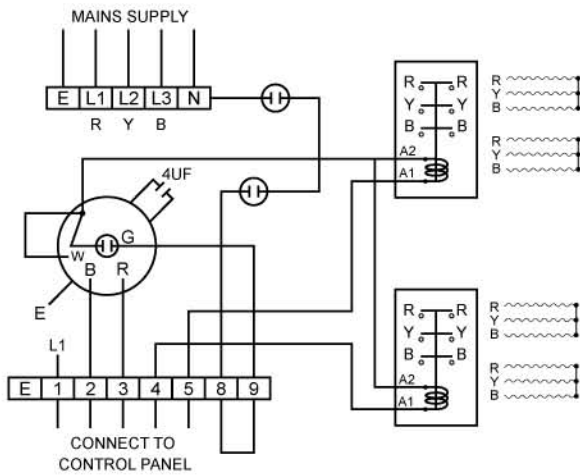 MAINS SUPPLY
E L1 L2 L3 N
R Y B
4UF
G
W
B R
E
L1
E 1 2 3 4 5 8 9
CONNECT TO
CONTROL PANEL
R R
Y Y
B B
A2
A1
R
Y
B
R
Y
B
R R
Y Y
B B
A2
A1
R
Y
B
R
Y
B